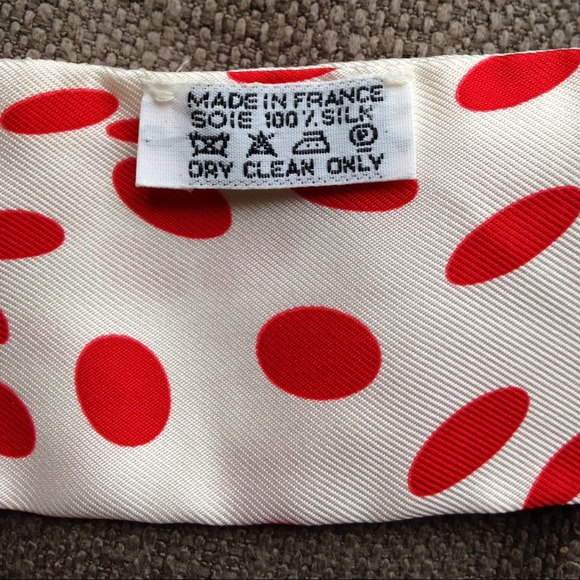 MADE IN FRANCE
SOIE 100% SILK
P
DRY CLEAN ONLY